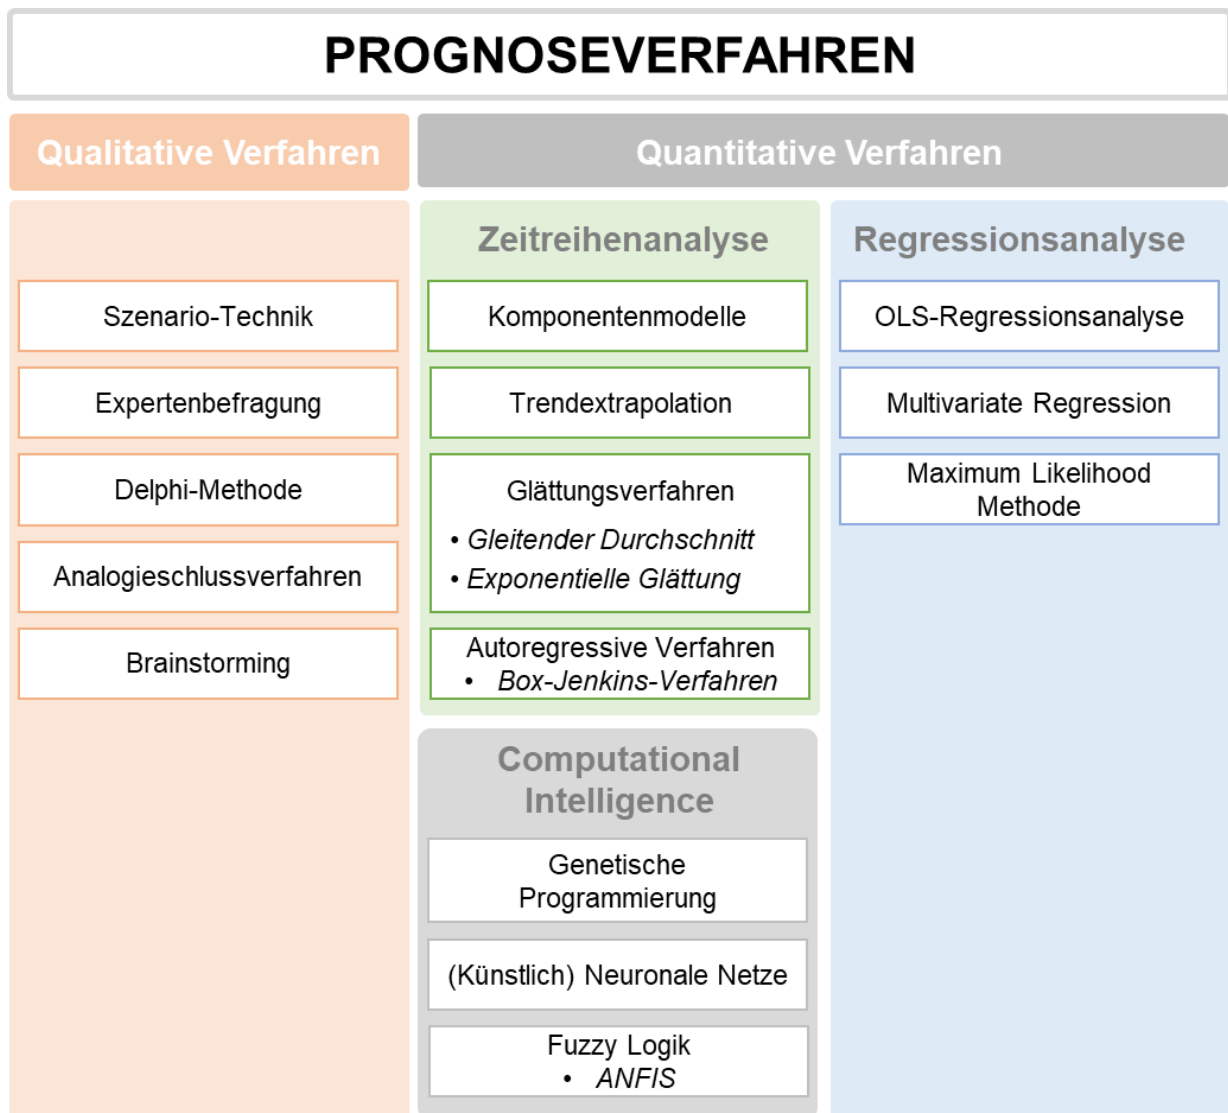 PROGNOSEVERFAHREN
Qualitative Verfahren
Szenario-Technik
Expertenbefragung
Delphi-Methode
Analogieschlussverfahren
Brainstorming
Quantitative Verfahren
Zeitreihenanalyse
Komponentenmodelle
Trendextrapolation
Glättungsverfahren
• Gleitender Durchschnitt
• Exponentielle Glättung
Autoregressive Verfahren
• Box-Jenkins-Verfahren
Computational
Intelligence
Genetische
Programmierung
(Künstlich) Neuronale Netze
Fuzzy Logik
• ANFIS
Regressionsanalyse
OLS-Regressionsanalyse
Multivariate Regression
Maximum Likelihood
Methode